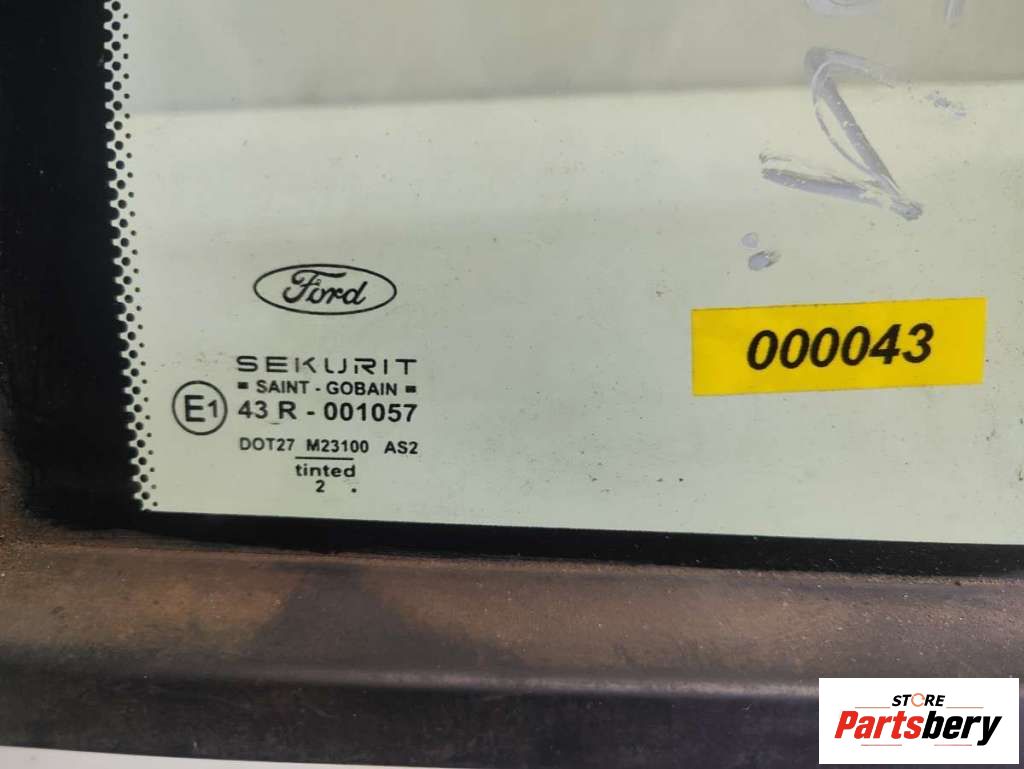 Ford
SEKURIT
SAINT - GOBAIN
E1 43 R - 001057
DOT27 M23100 AS2
tinted
2 .
000043
STORE
Partsbery